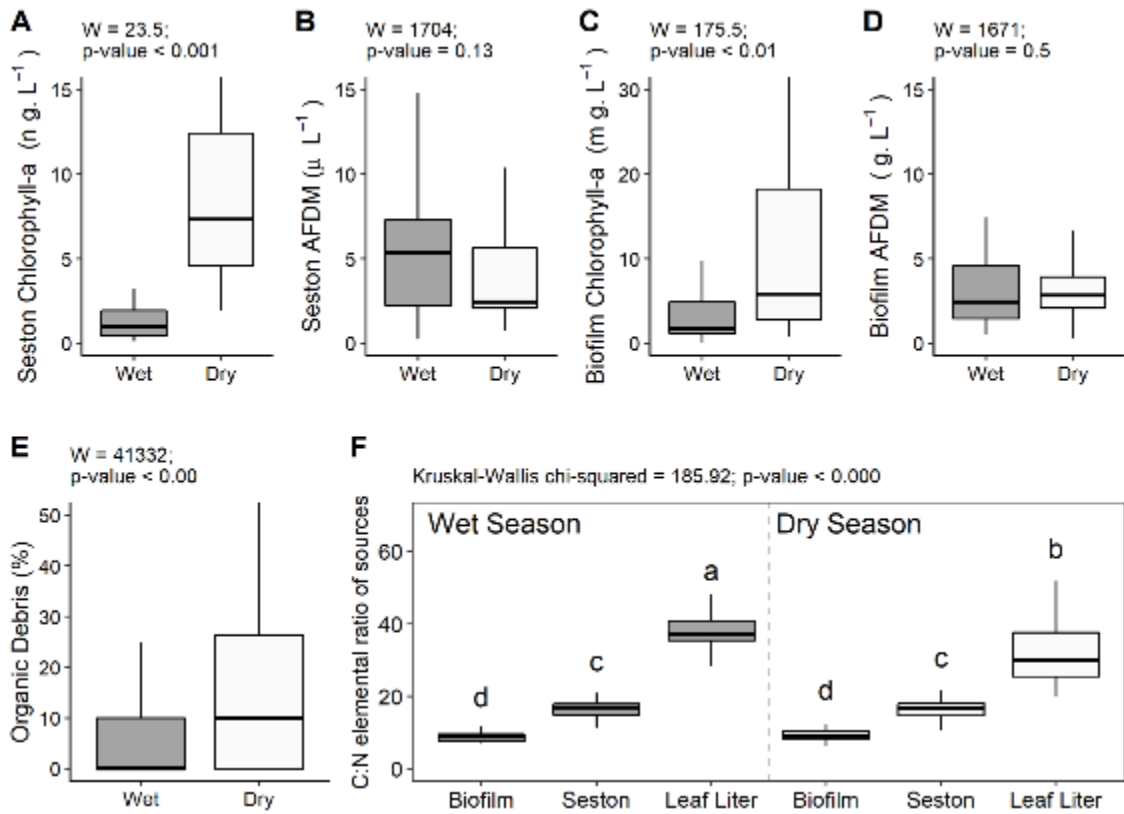 A
W = 23.5;
p-value < 0.001
Seston Chlorophyll-a (n g. L⁻¹)
15
10
5
0
Wet
Dry
B
W = 1704;
p-value = 0.13
Seston AFDM (μ L⁻¹ )
15
10
5
0
Wet
Dry
C
W = 175.5;
p-value < 0.01
Biofilm Chlorophyll-a (m g. L⁻¹)
30
20
10
0
Wet
Dry
D
W = 1671;
p-value = 0.5
Biofilm AFDM ( g. L⁻¹ )
15
10
5
0
Wet
Dry
E
W = 41332;
p-value < 0.00
Organic Debris (%)
50
40
30
20
10
0
Wet
Dry
F
Kruskal-Wallis chi-squared = 185.92; p-value < 0.000
C:N elemental ratio of sources
60
40
20
0
Wet Season
Dry Season
d
c
a
d
c
b
Biofilm
Seston
Leaf Liter
Biofilm
Seston
Leaf Liter